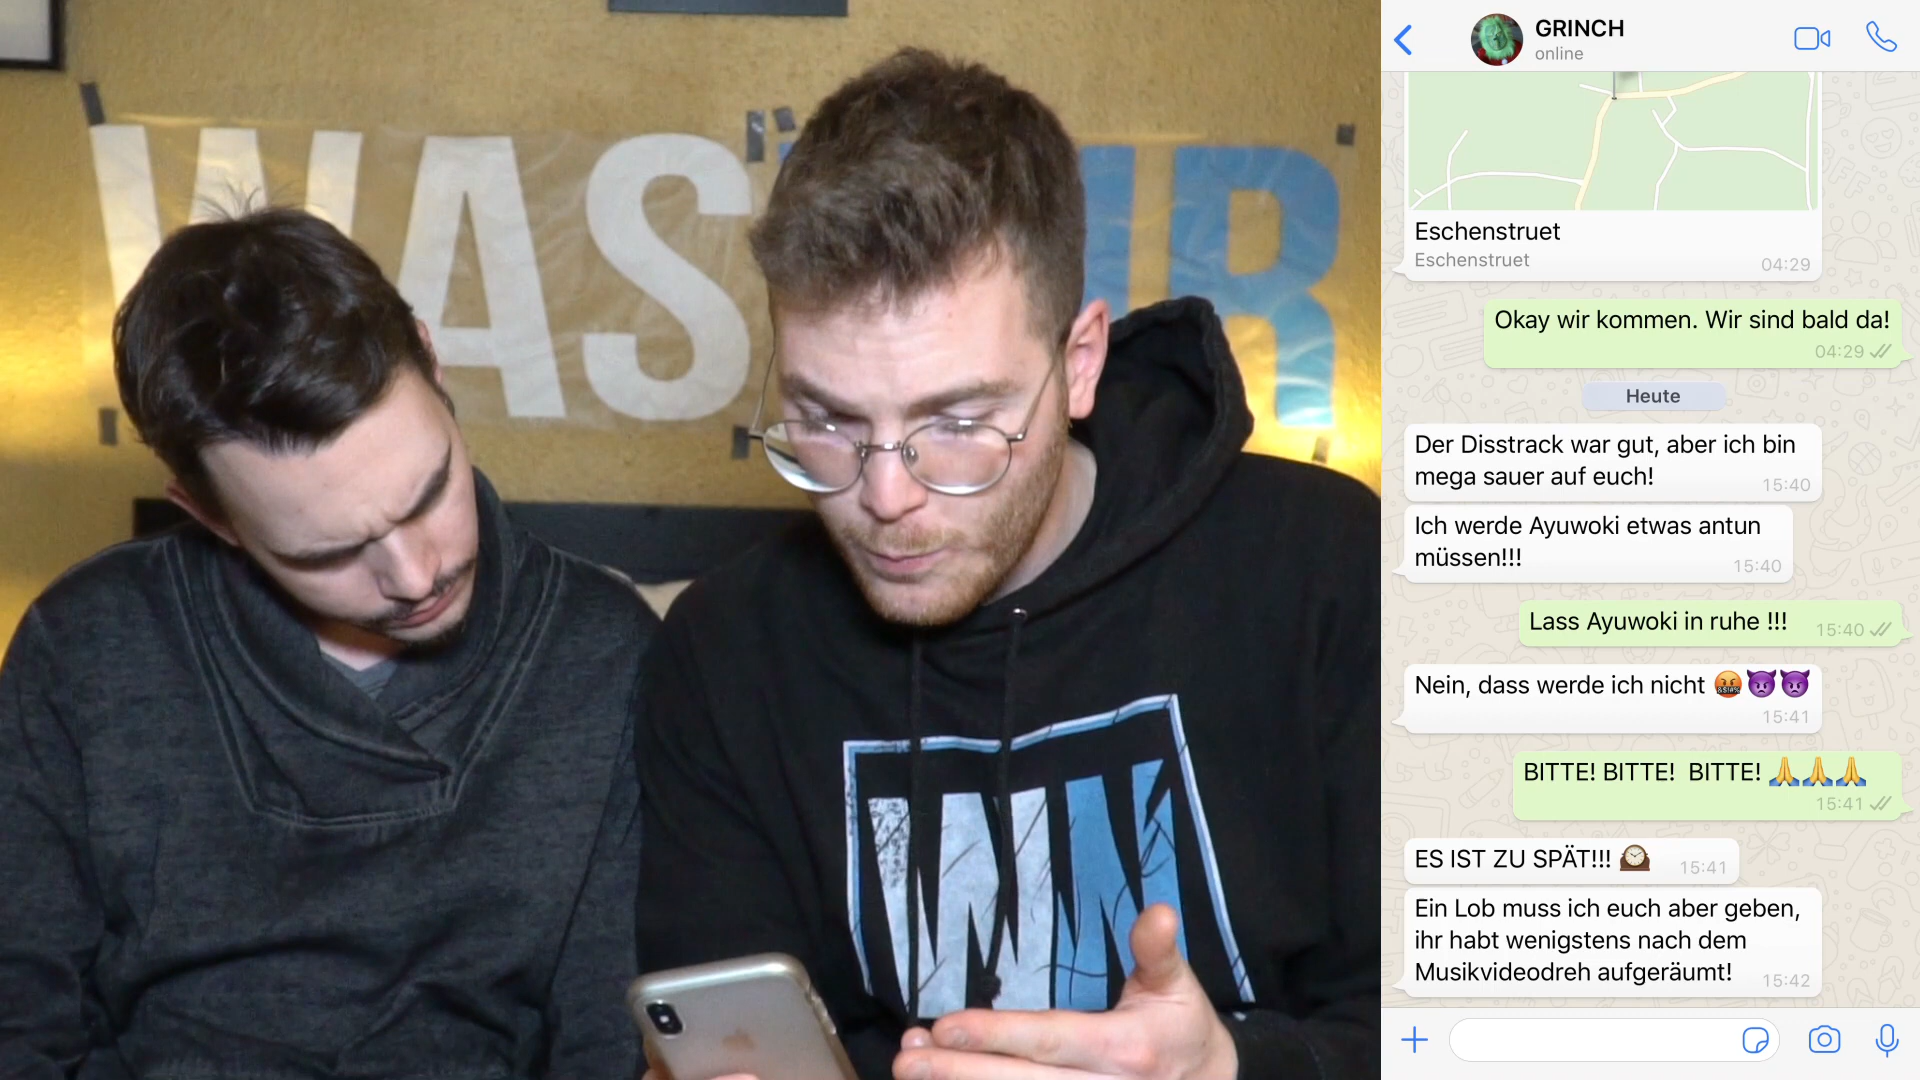 WAS
WIR
WW
GRINCH
online
Eschenstruet
Eschenstruet
04:29
Okay wir kommen. Wir sind bald da!
04:29
Heute
Der Disstrack war gut, aber ich bin
mega sauer auf euch!
15:40
Ich werde Ayuwoki etwas antun
müssen!!!
15:40
Lass Ayuwoki in ruhe !!!
15:40
Nein, dass werde ich nicht 🤬👿👿
15:41
BITTE! BITTE!  BITTE! 🙏🙏🙏
15:41
ES IST ZU SPÄT!!! 🕰️
15:41
Ein Lob muss ich euch aber geben,
ihr habt wenigstens nach dem
Musikvideodreh aufgeräumt!
15:42